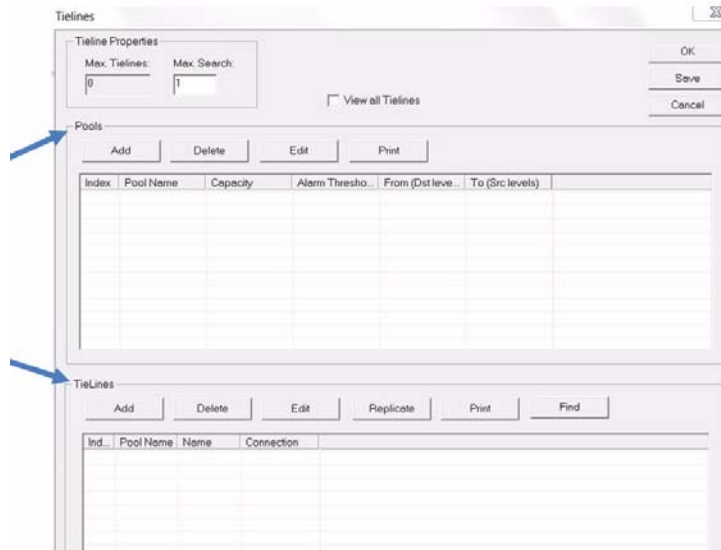 Tielines
Tieline Properties
Max. Tielines: Max. Search:
0 1
View all Tielines
OK
Save
Cancel
Pools
Add Delete Edit Print
Index Pool Name Capacity Alarm Thresho... From (Dst leve... To (Src levels)
TieLines
Add Delete Edit Replicate Print Find
Ind... Pool Name Name Connection